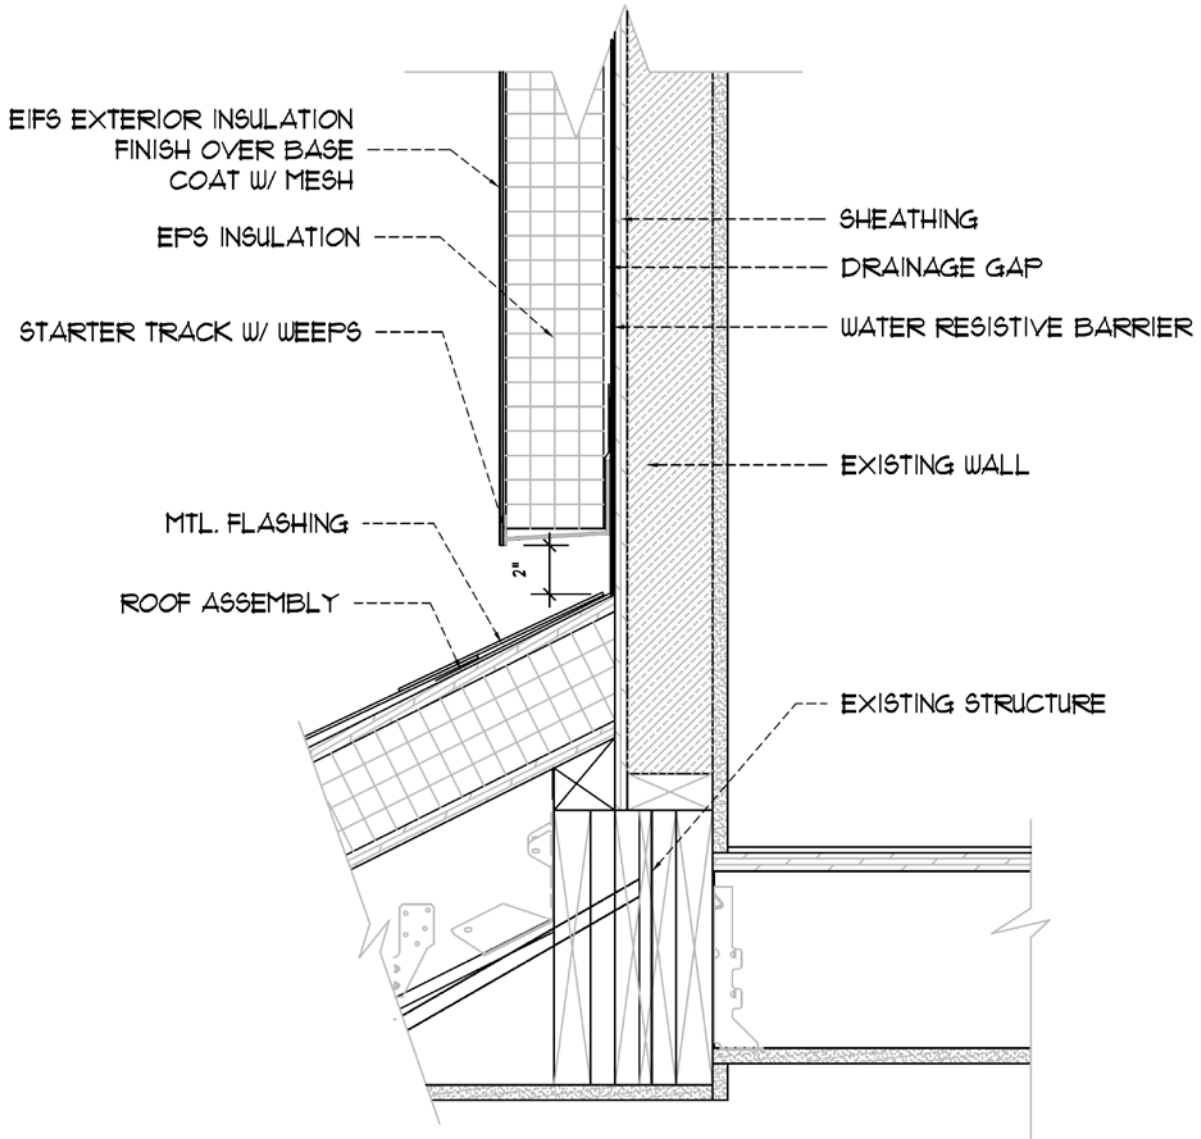 EIFS EXTERIOR INSULATION
FINISH OVER BASE
COAT W/ MESH
EPS INSULATION
STARTER TRACK W/ WEEPS
MTL. FLASHING
2"
ROOF ASSEMBLY
SHEATHING
DRAINAGE GAP
WATER RESISTIVE BARRIER
EXISTING WALL
EXISTING STRUCTURE